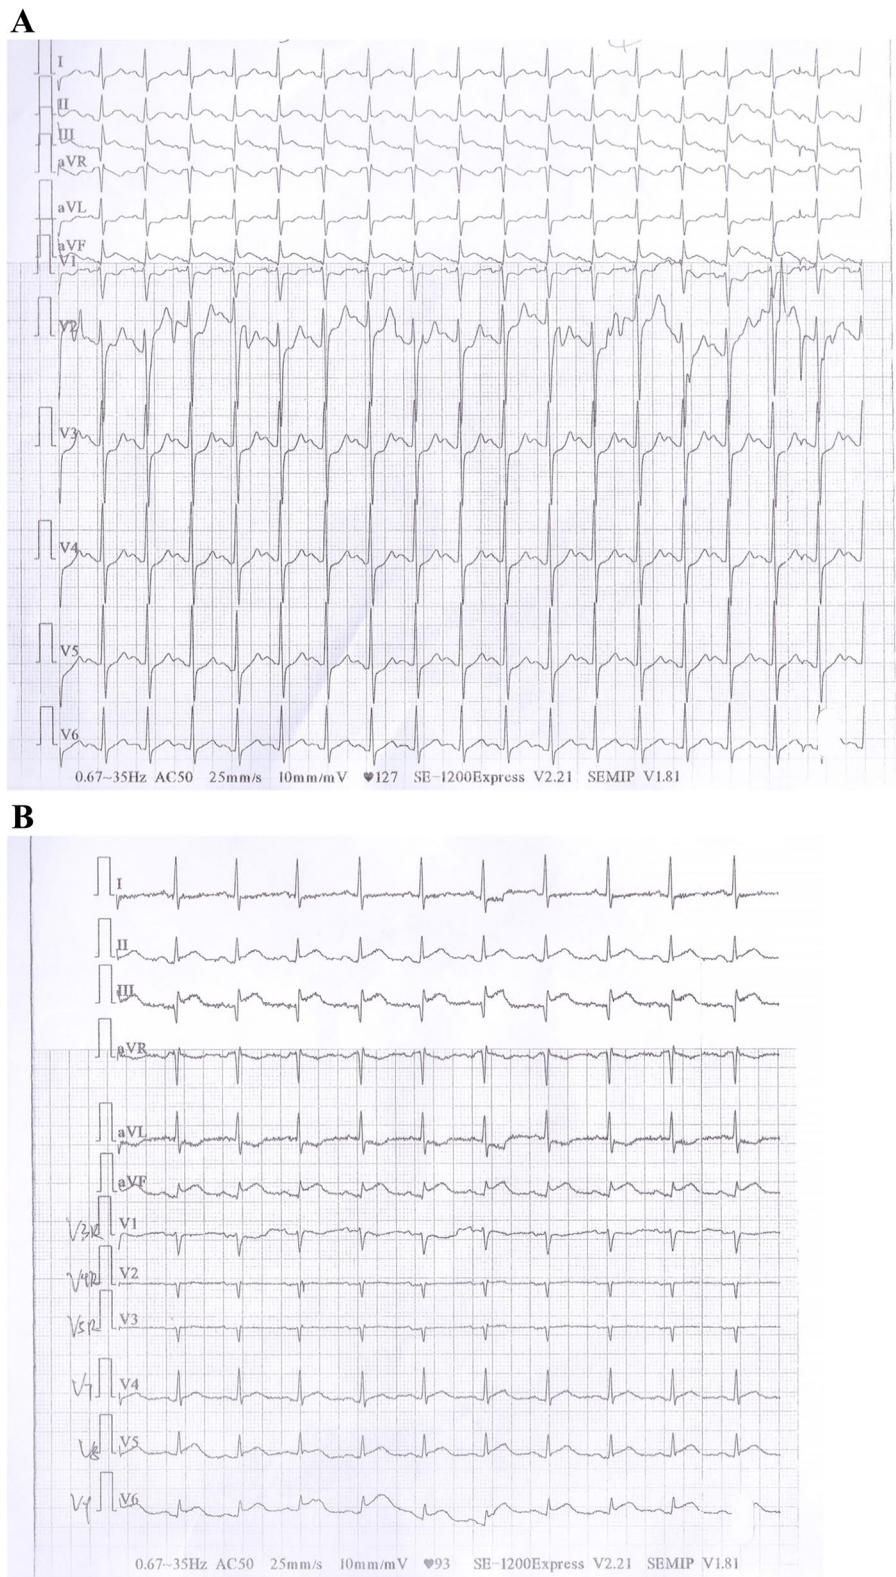 A
I
II
III
aVR
aVL
aVF
V1
V2
V3
V4
V5
V6
0.67~35Hz AC50 25mm/s 10mm/mV ♥127 SE-1200Express V2.21 SEMIP V1.81
B
I
II
III
aVR
aVL
aVF
V3R V1
V4R V2
V5R V3
V7 V4
V8 V5
V9 V6
0.67~35Hz AC50 25mm/s 10mm/mV ♥93 SE-1200Express V2.21 SEMIP V1.81